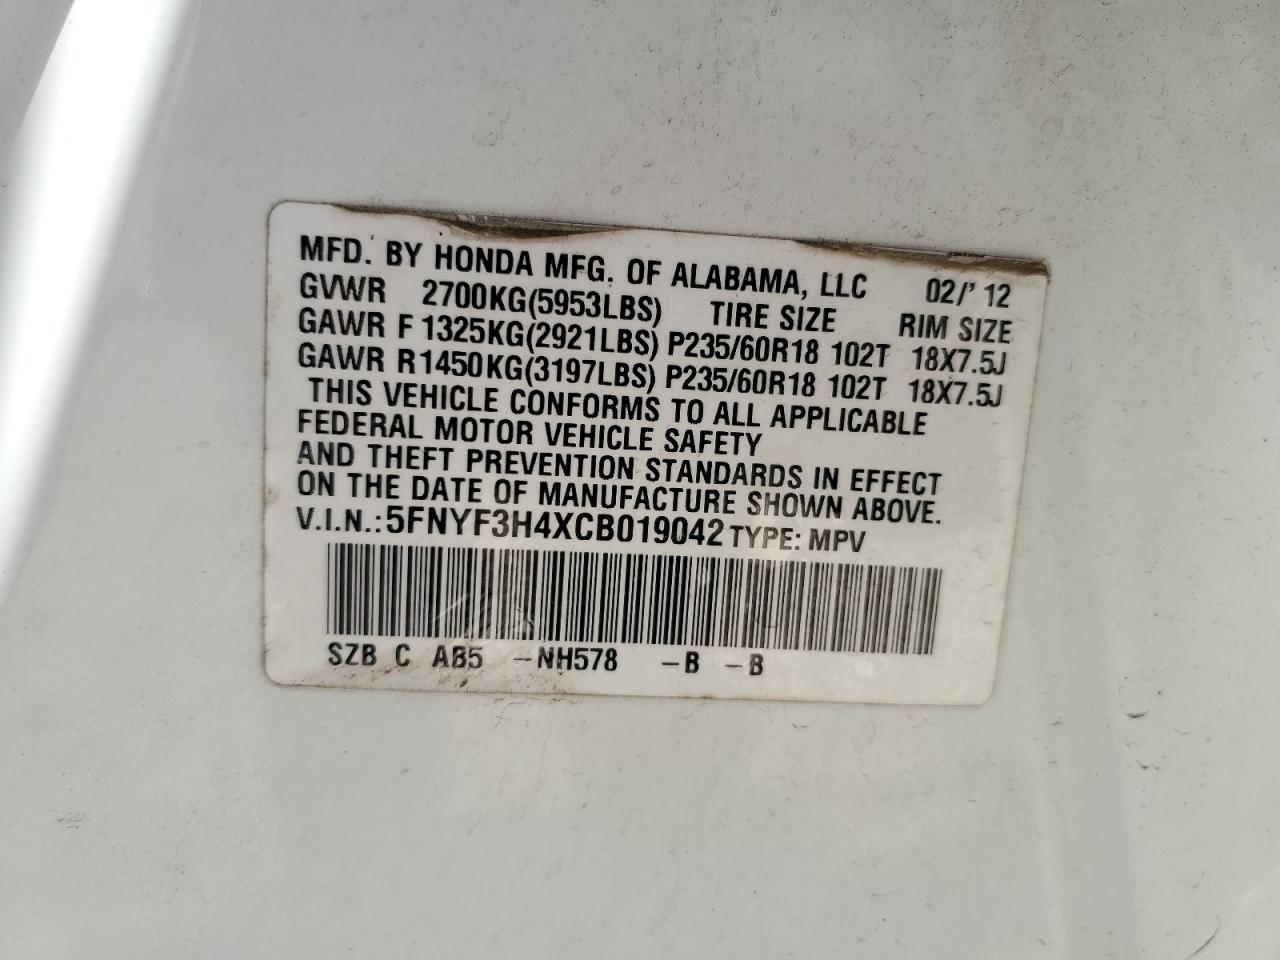 MFD. BY HONDA MFG. OF ALABAMA, LLC 02/' 12
GVWR 2700KG(5953LBS) TIRE SIZE RIM SIZE
GAWR F 1325KG(2921LBS) P235/60R18 102T 18X7.5J
GAWR R1450KG(3197LBS) P235/60R18 102T 18X7.5J
THIS VEHICLE CONFORMS TO ALL APPLICABLE
FEDERAL MOTOR VEHICLE SAFETY
AND THEFT PREVENTION STANDARDS IN EFFECT
ON THE DATE OF MANUFACTURE SHOWN ABOVE.
V.I.N.:5FNYF3H4XCB019042 TYPE: MPV
SZB C AB5 -NH578 -B -B